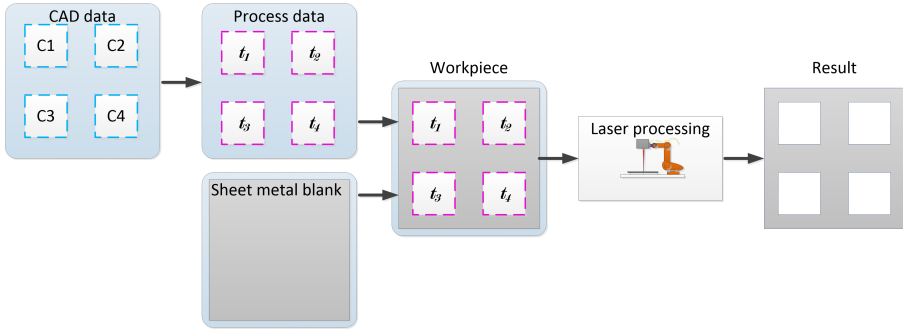 CAD data
C1 C2
C3 C4
Process data
t1 t2
t3 t4
Sheet metal blank
Workpiece
t1 t2
t3 t4
Laser processing
Result